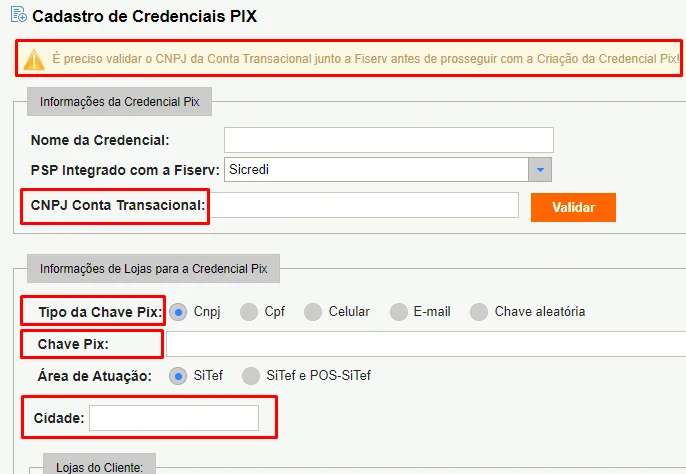 Cadastro de Credenciais PIX
É preciso validar o CNPJ da Conta Transacional junto a Fiserv antes de prosseguir com a Criação da Credencial Pix!
Informações da Credencial Pix
Nome da Credencial:
PSP Integrado com a Fiserv: Sicredi
CNPJ Conta Transacional: Validar
Informações de Lojas para a Credencial Pix
Tipo da Chave Pix: Cnpj Cpf Celular E-mail Chave aleatória
Chave Pix:
Área de Atuação: SiTef SiTef e POS-SiTef
Cidade:
Lojas do Cliente: